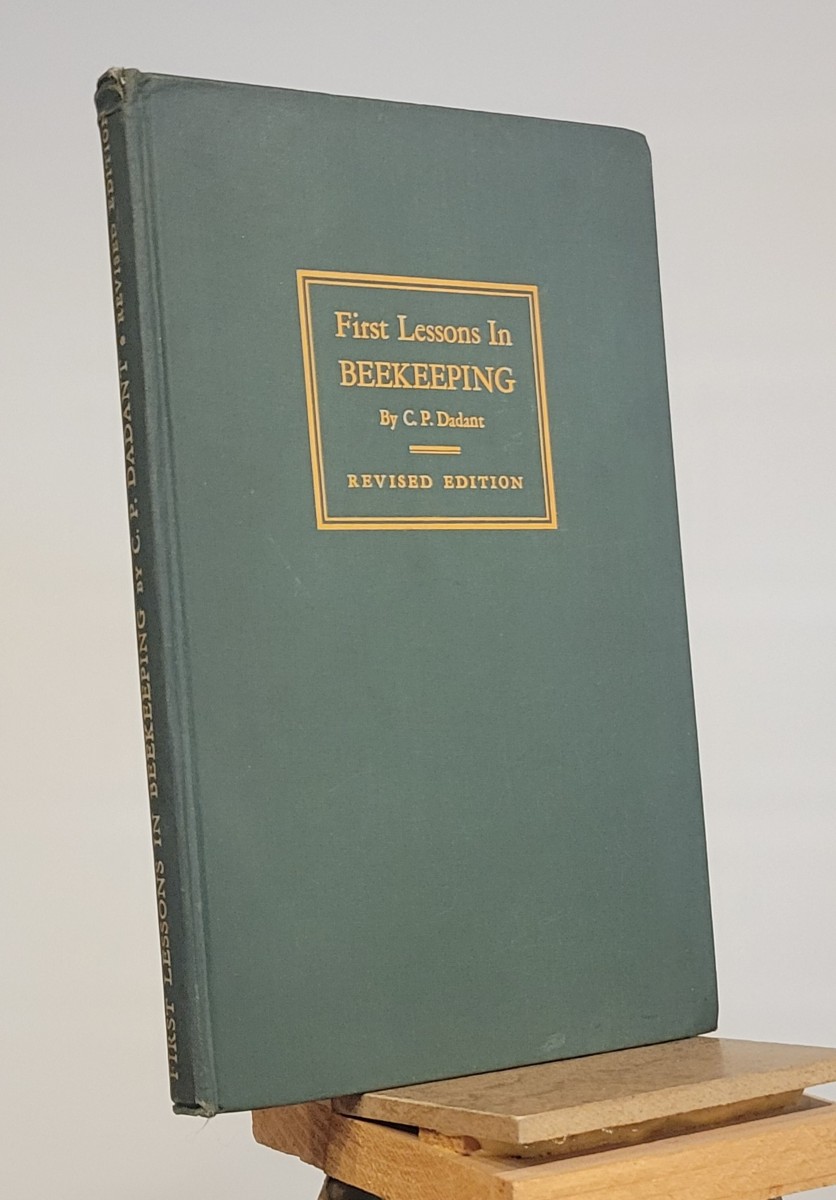 First Lessons In
BEEKEEPING
By C. P. Dadant
REVISED EDITION
FIRST LESSONS IN BEEKEEPING BY C. P. DADANT • REVISED EDITION